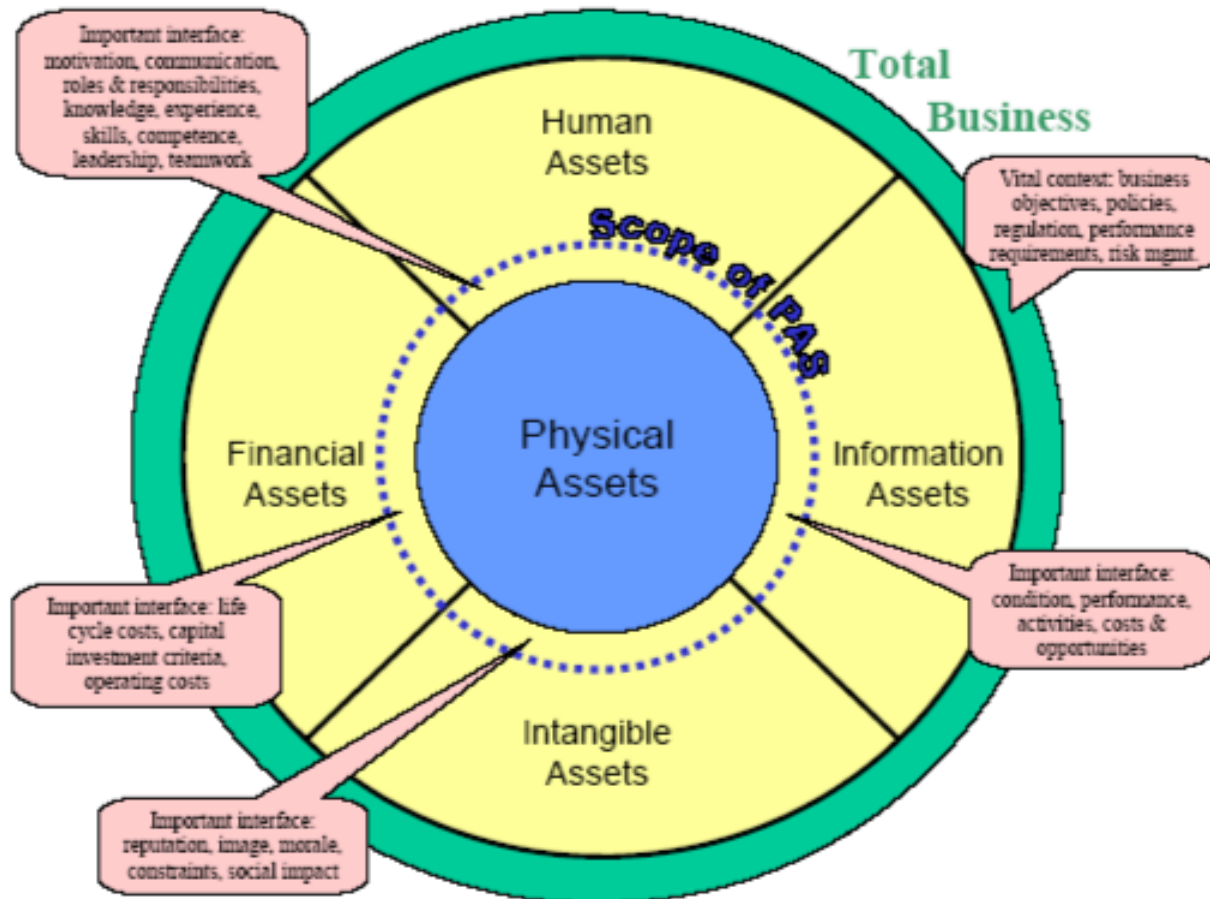 Important interface:
motivation, communication,
roles & responsibilities,
knowledge, experience,
skills, competence,
leadership, teamwork
Total
Business
Human
Assets
Vital context: business
objectives, policies,
regulation, performance
requirements, risk mgmt.
Scope of PAS
Physical
Assets
Financial
Assets
Information
Assets
Important interface: life
cycle costs, capital
investment criteria,
operating costs
Important interface:
condition, performance,
activities, costs &
opportunities
Intangible
Assets
Important interface:
reputation, image, morale,
constraints, social impact